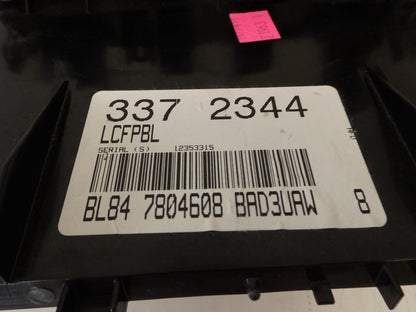 337 2344
LCFPBL
SERIAL (S) 12353315
BL84 7804608 BAD3UAW 8